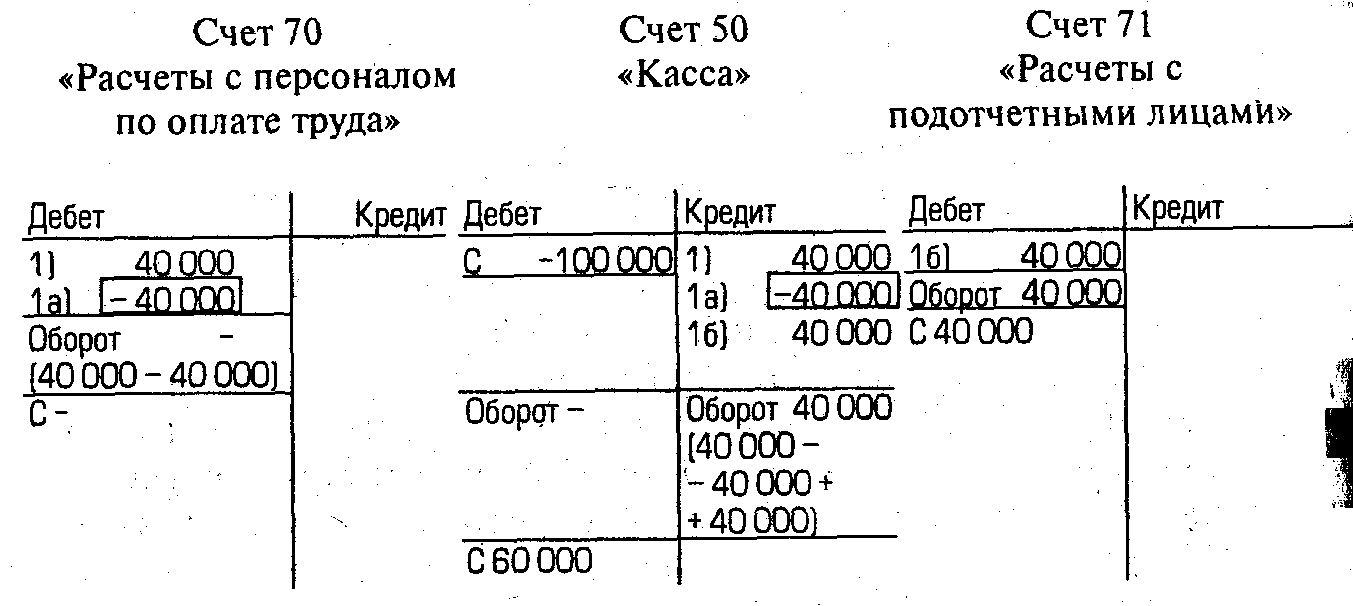 Счет 70
«Расчеты с персоналом
по оплате труда»
Дебет Кредит
1) 40 000
1а) – 40 000
Оборот –
(40 000 – 40 000)
С –
Счет 50
«Касса»
Дебет Кредит
С –100 000 1) 40 000
1а) –40 000
1б) 40 000
Оборот – Оборот 40 000
(40 000 –
– 40 000 +
+ 40 000)
С 60 000
Счет 71
«Расчеты с
подотчетными лицами»
Дебет Кредит
1б) 40 000
Оборот 40 000
С 40 000